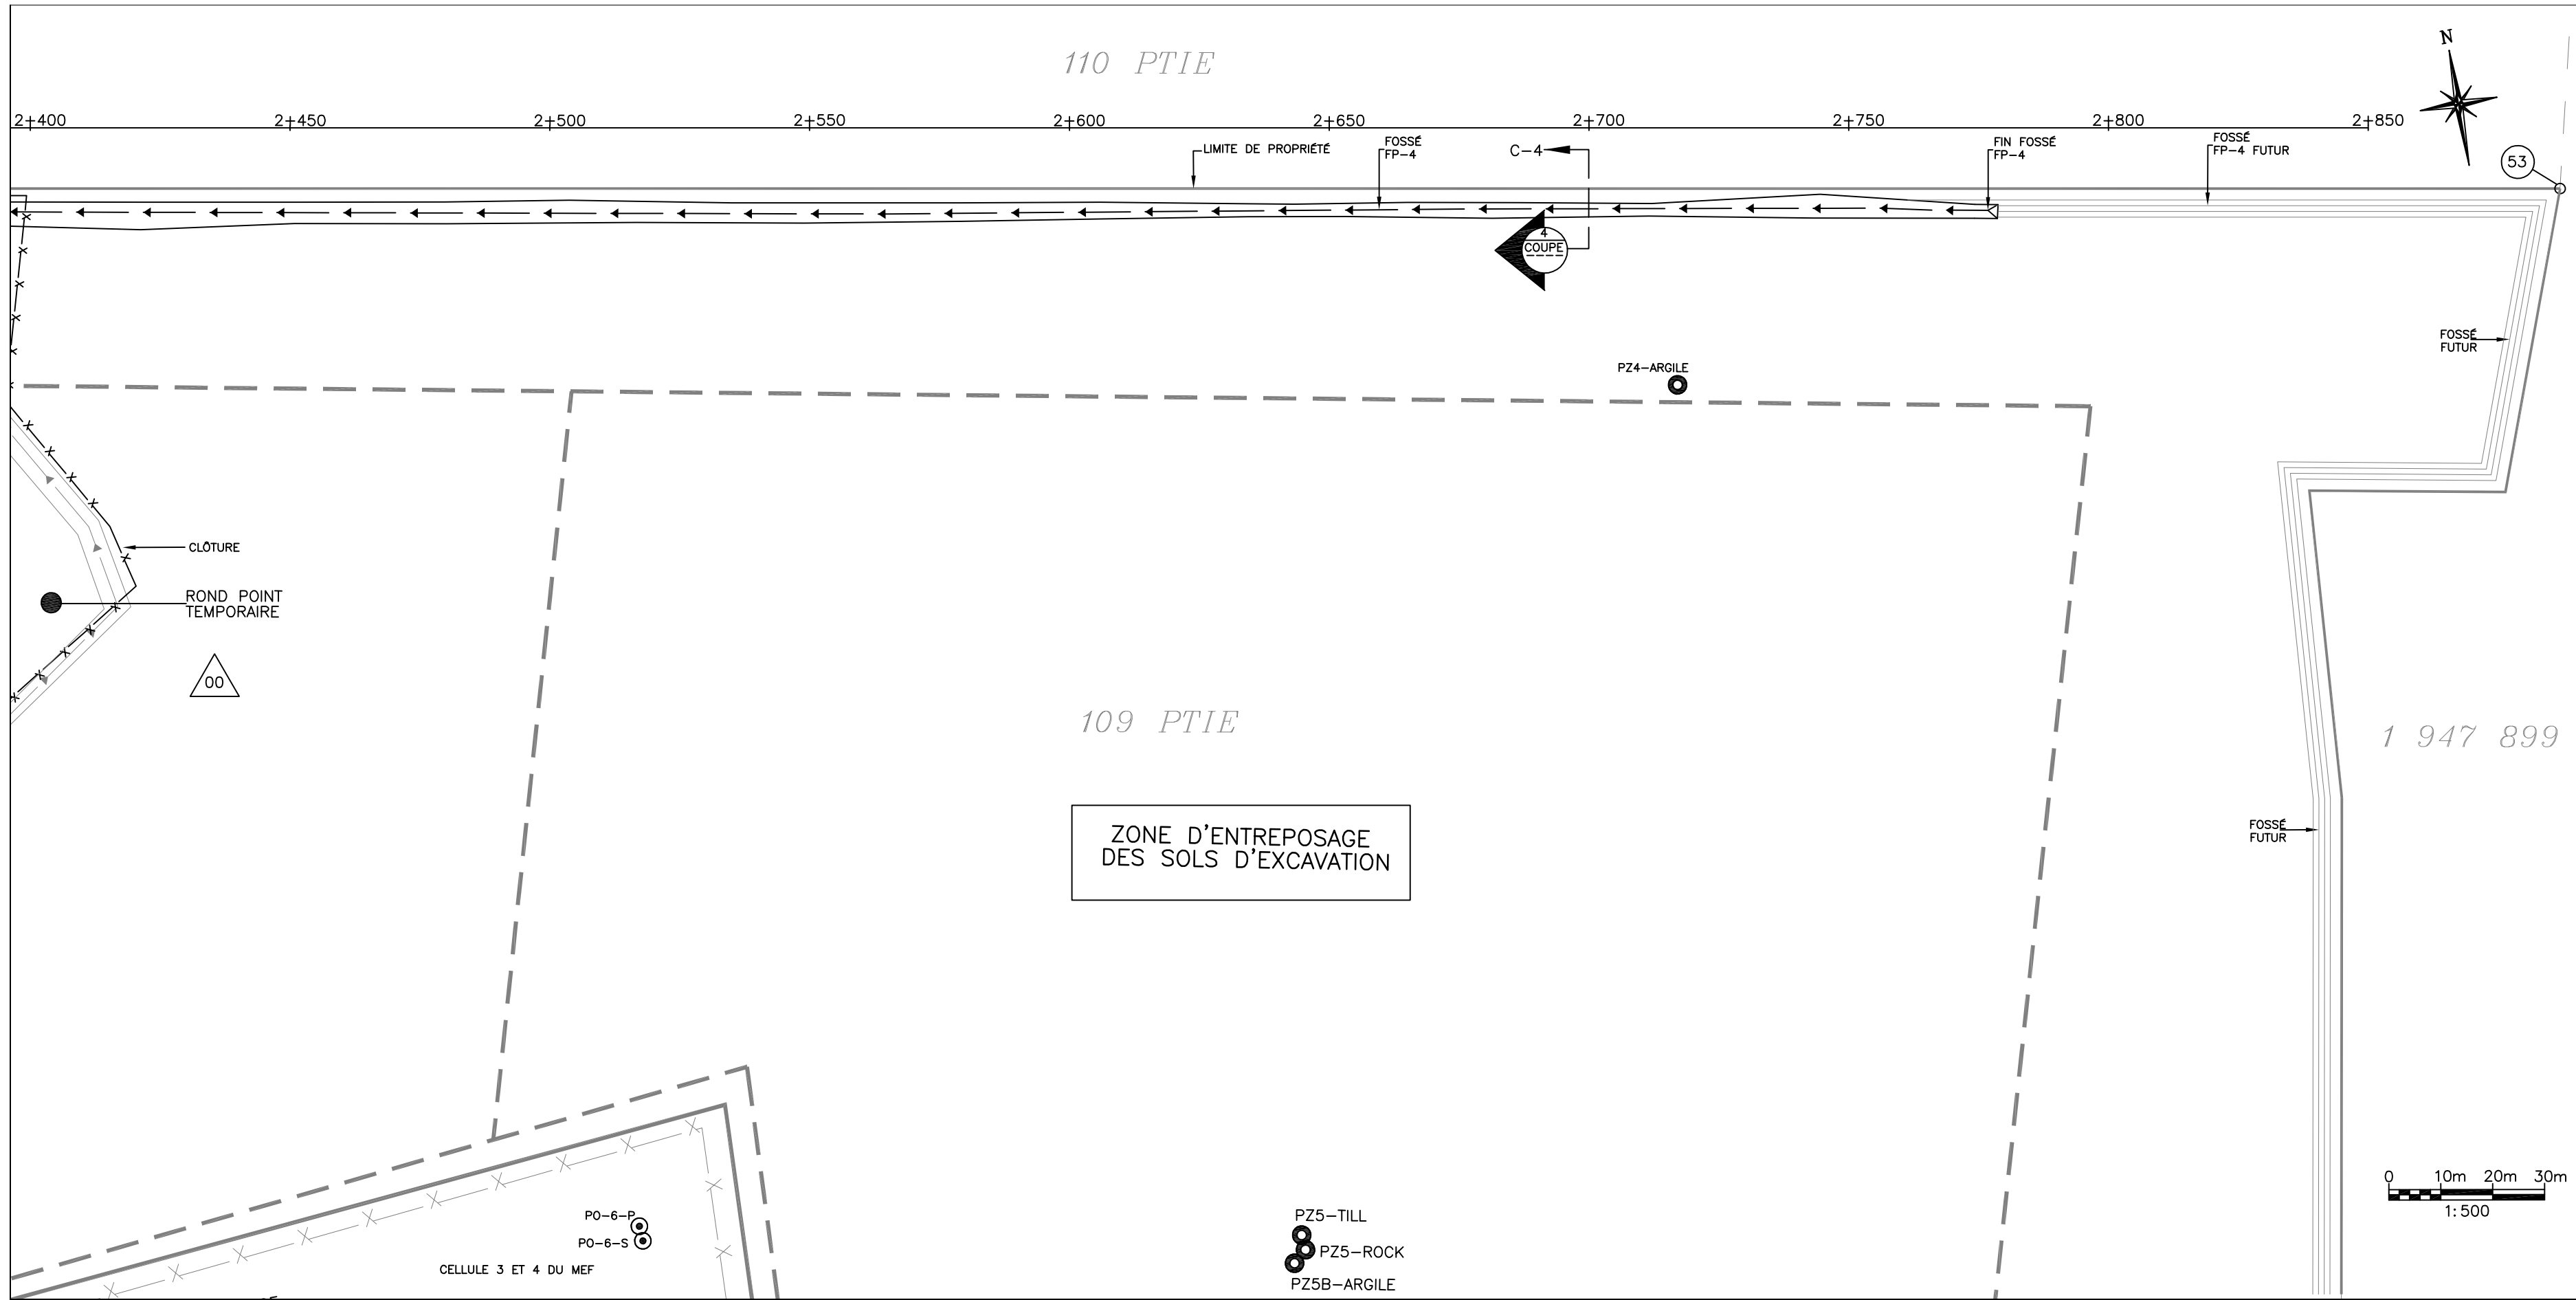 110 PTIE
N
2+400
2+450
2+500
2+550
2+600
2+650
2+700
2+750
2+800
2+850
LIMITE DE PROPRIÉTÉ
FOSSÉ
FP-4
C-4
FIN FOSSÉ
FP-4
FOSSÉ
FP-4 FUTUR
53
4
COUPE
FOSSÉ
FUTUR
PZ4-ARGILE
CLÔTURE
ROND POINT
TEMPORAIRE
00
109 PTIE
1 947 899
ZONE D'ENTREPOSAGE
DES SOLS D'EXCAVATION
FOSSÉ
FUTUR
0 10m 20m 30m
1:500
PO-6-P
PO-6-S
CELLULE 3 ET 4 DU MEF
PZ5-TILL
PZ5-ROCK
PZ5B-ARGILE